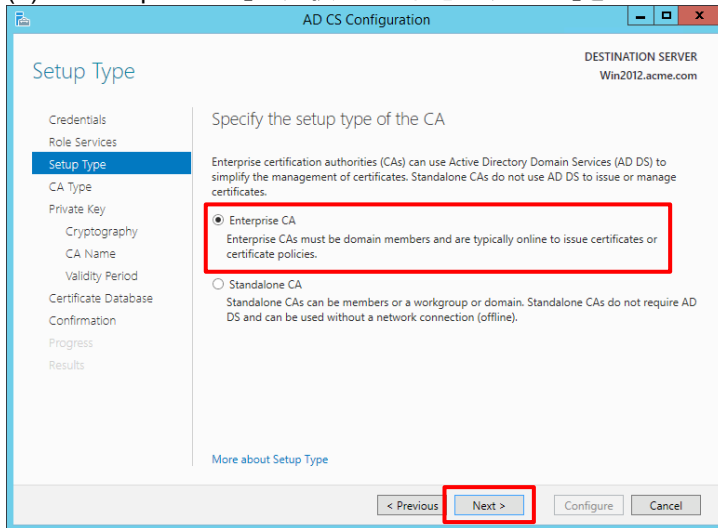 AD CS Configuration
DESTINATION SERVER
Win2012.acme.com
Setup Type
Credentials
Role Services
Setup Type
CA Type
Private Key
Cryptography
CA Name
Validity Period
Certificate Database
Confirmation
Progress
Results
Specify the setup type of the CA
Enterprise certification authorities (CAs) can use Active Directory Domain Services (AD DS) to
simplify the management of certificates. Standalone CAs do not use AD DS to issue or manage
certificates.
Enterprise CA
Enterprise CAs must be domain members and are typically online to issue certificates or
certificate policies.
Standalone CA
Standalone CAs can be members or a workgroup or domain. Standalone CAs do not require AD
DS and can be used without a network connection (offline).
More about Setup Type
< Previous
Next >
Configure
Cancel